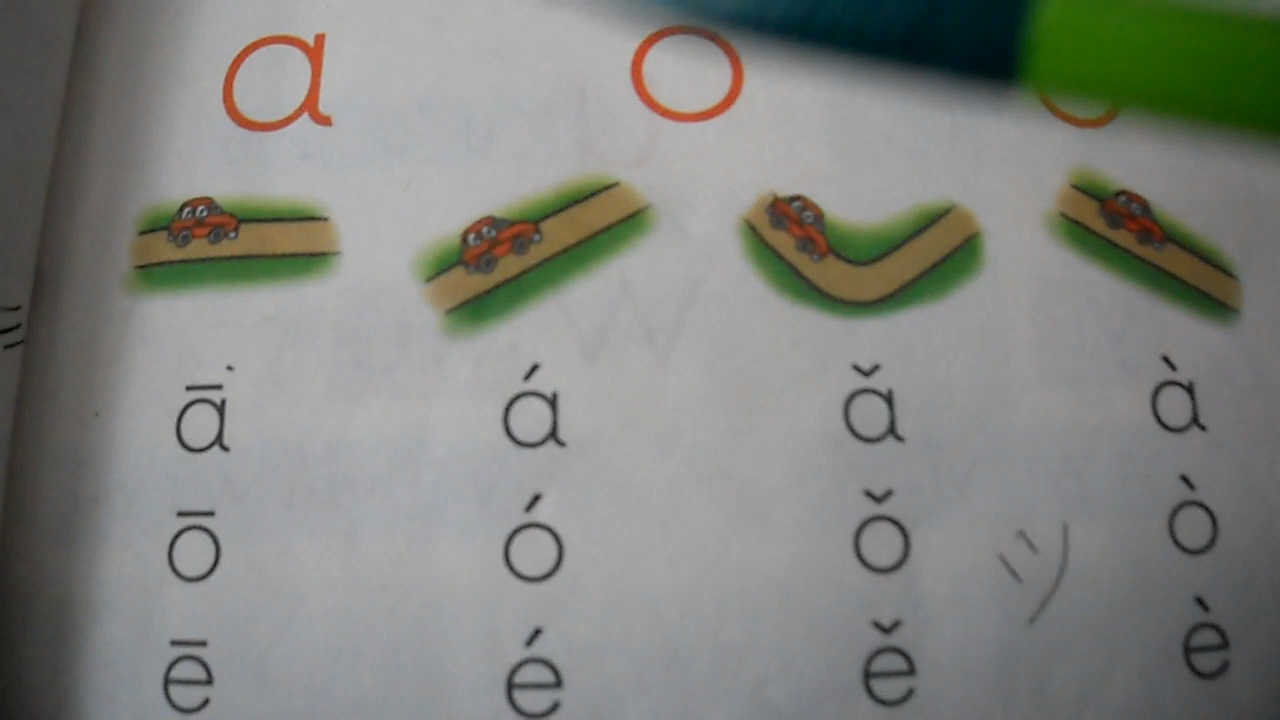 a o
ā á ǎ à
ō ó ǒ ò
ē é ě è